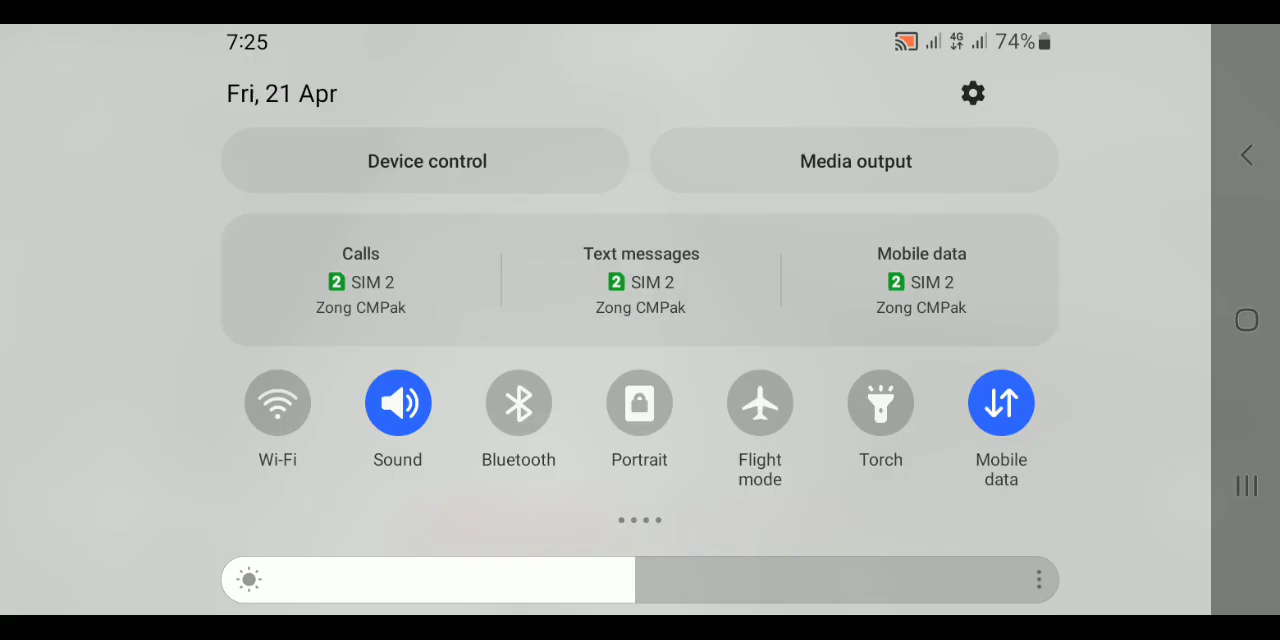 7:25
4G
74%
Fri, 21 Apr
Device control
Media output
Calls
2 SIM 2
Zong CMPak
Text messages
2 SIM 2
Zong CMPak
Mobile data
2 SIM 2
Zong CMPak
Wi-Fi
Sound
Bluetooth
Portrait
Flight
mode
Torch
Mobile
data